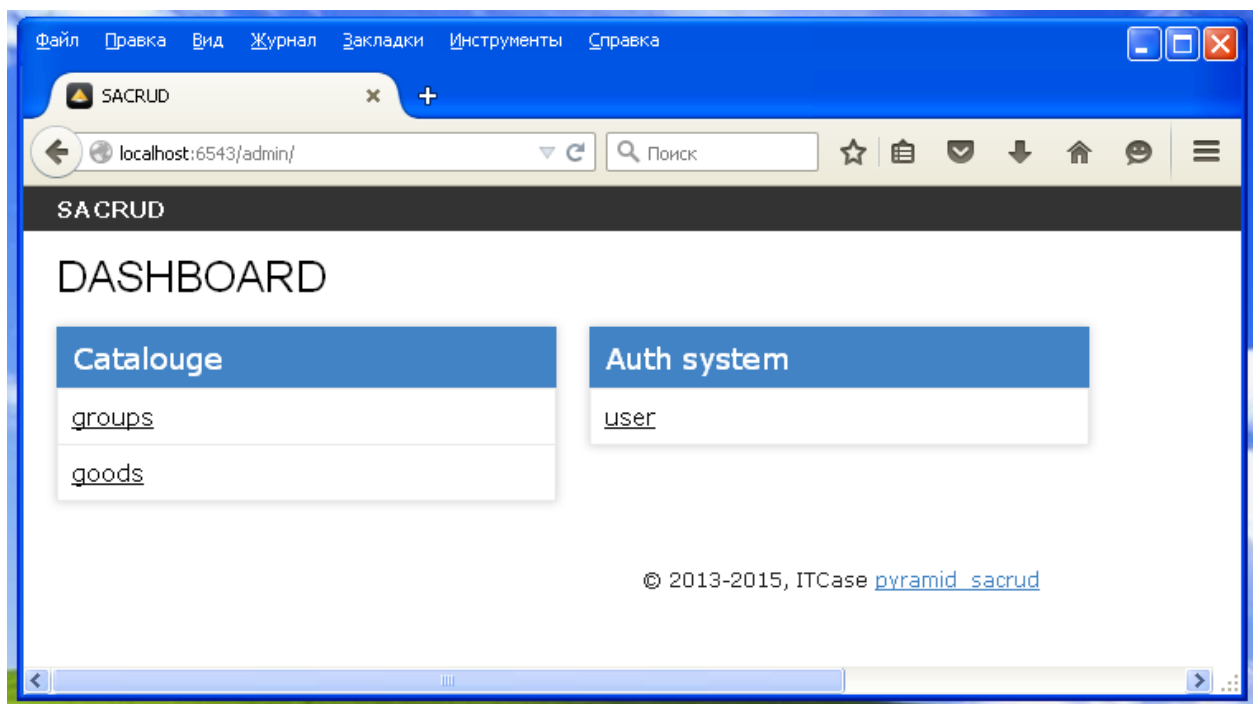 Файл Правка Вид Журнал Закладки Инструменты Справка
SACRUD
localhost:6543/admin/
Поиск
SACRUD
DASHBOARD
Catalouge
groups
goods
Auth system
user
© 2013-2015, ITCase pyramid_sacrud